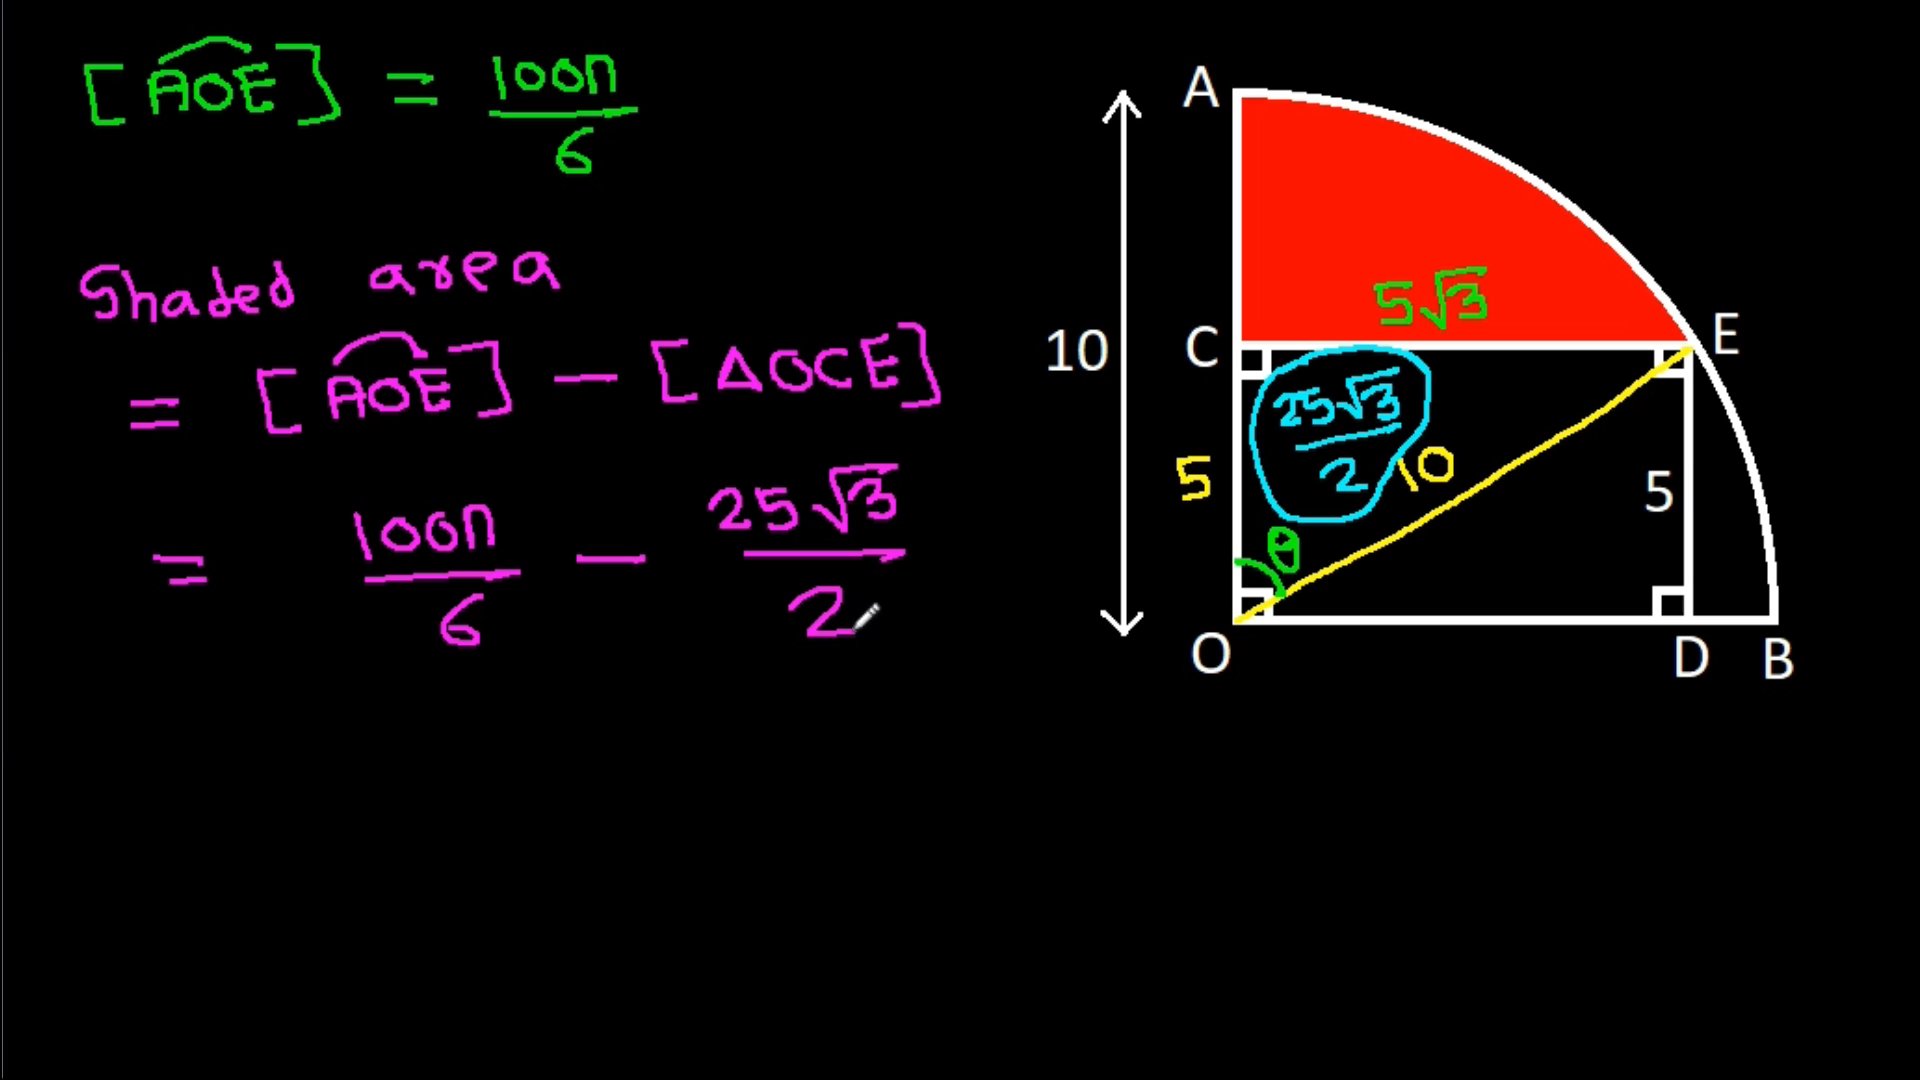 [AOE] = 100π/6
Shaded area
= [AOE] - [ΔOCE]
= 100π/6 - 25√3/2
A
10
C
5√3
E
25√3/2
10
5
5
θ
O
D
B